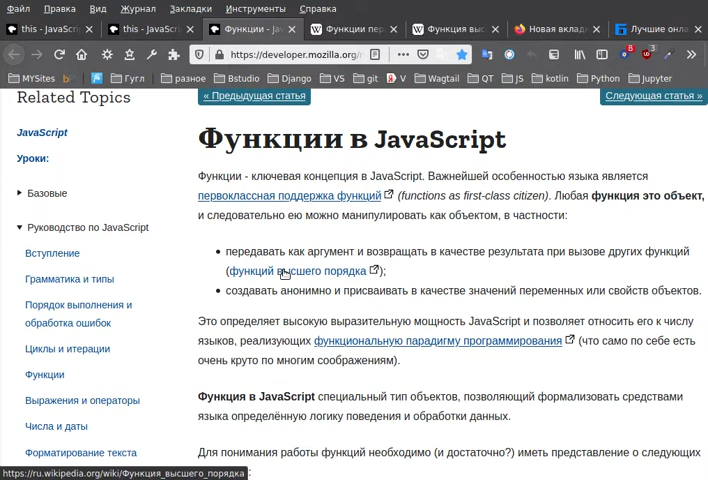 Файл Правка Вид Журнал Закладки Инструменты Справка
this - JavaSc
this - JavaSc
Функции - Jav
Функции пер
Функция выс
Новая вклад
Лучшие онла
https://developer.mozilla.org/
MYSites
Гугл
разное
Bstudio
Django
VS
git
V
Wagtail
QT
JS
kotlin
Python
Jupyter
Related Topics
« Предыдущая статья
Следующая статья »
JavaScript
Уроки:
Базовые
Руководство по JavaScript
Вступление
Грамматика и типы
Порядок выполнения и
обработка ошибок
Циклы и итерации
Функции
Выражения и операторы
Числа и даты
Форматирование текста
Функции в JavaScript
Функции - ключевая концепция в JavaScript. Важнейшей особенностью языка является
первоклассная поддержка функций (functions as first-class citizen). Любая функция это объект,
и следовательно ею можно манипулировать как объектом, в частности:
• передавать как аргумент и возвращать в качестве результата при вызове других функций
(функций высшего порядка);
• создавать анонимно и присваивать в качестве значений переменных или свойств объектов.
Это определяет высокую выразительную мощность JavaScript и позволяет относить его к числу
языков, реализующих функциональную парадигму программирования (что само по себе есть
очень круто по многим соображениям).
Функция в JavaScript специальный тип объектов, позволяющий формализовать средствами
языка определённую логику поведения и обработки данных.
Для понимания работы функций необходимо (и достаточно?) иметь представление о следующих
https://ru.wikipedia.org/wiki/Функция_высшего_порядка